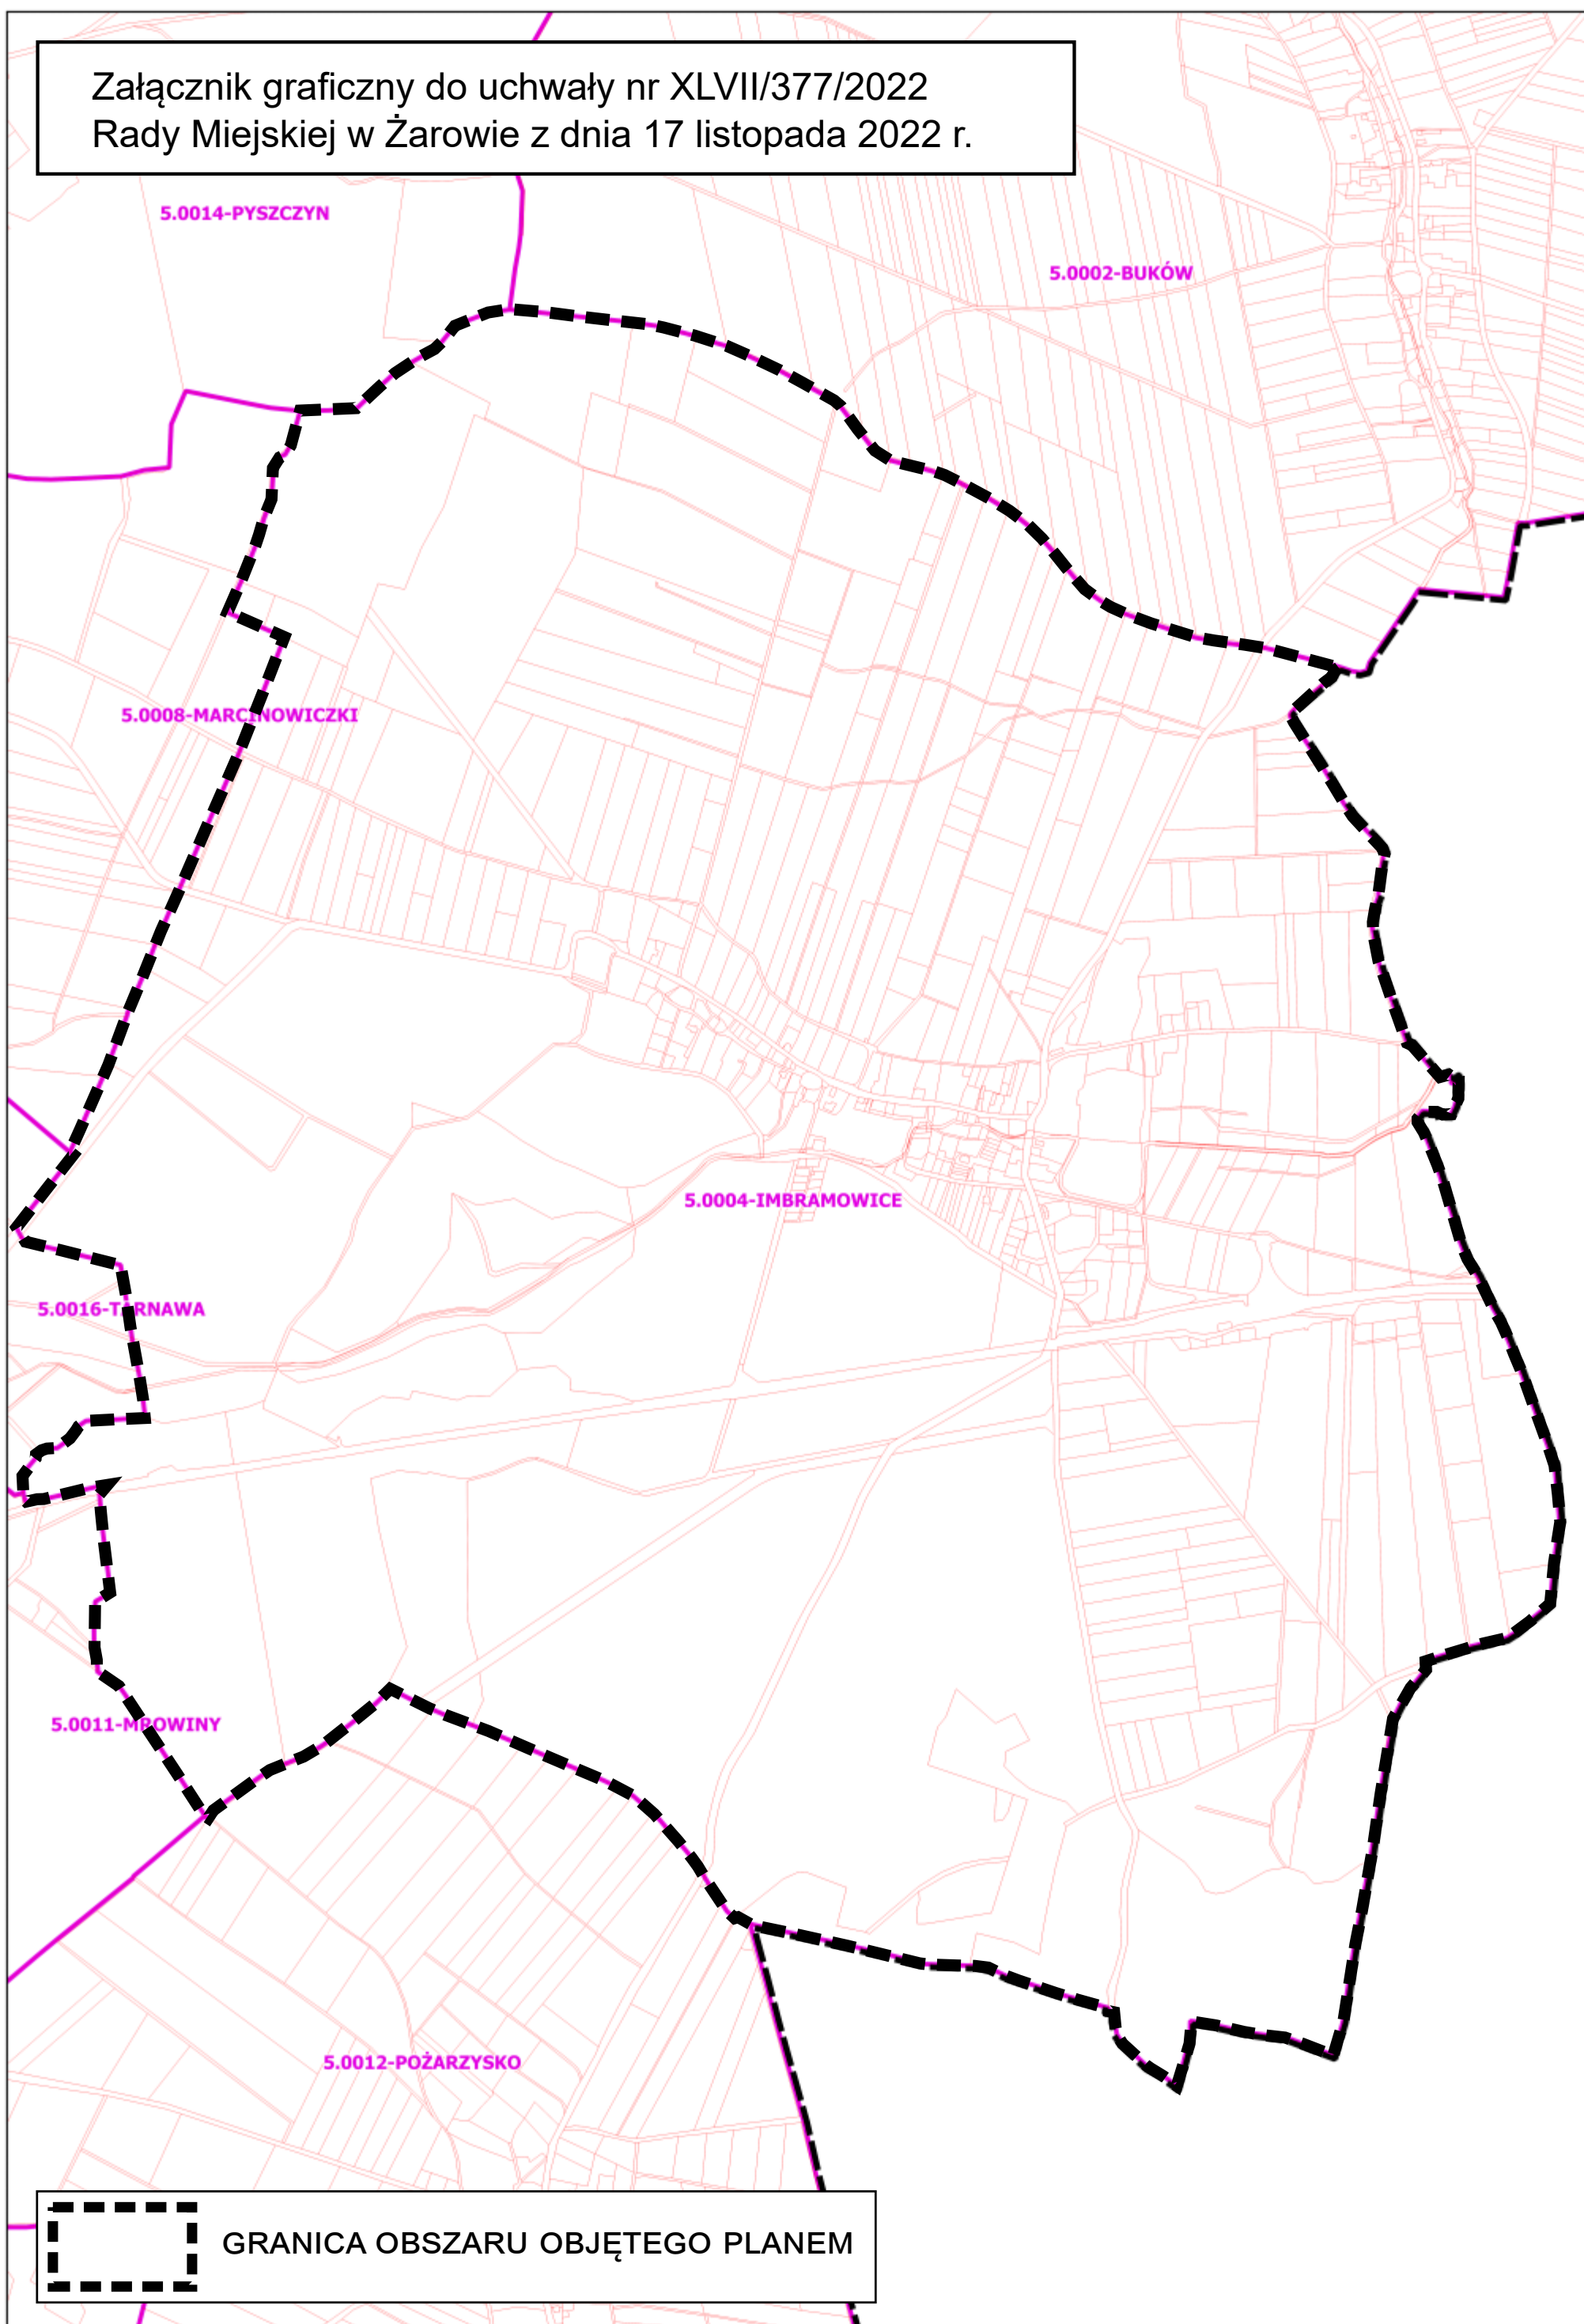 Załącznik graficzny do uchwały nr XLVII/377/2022
Rady Miejskiej w Żarowie z dnia 17 listopada 2022 r.
5.0014-PYSZCZYN
5.0002-BUKÓW
5.0008-MARCINOWICZKI
5.0004-IMBRAMOWICE
5.0016-TARNAWA
5.0011-MROWINY
5.0012-POŻARZYSKO
GRANICA OBSZARU OBJĘTEGO PLANEM